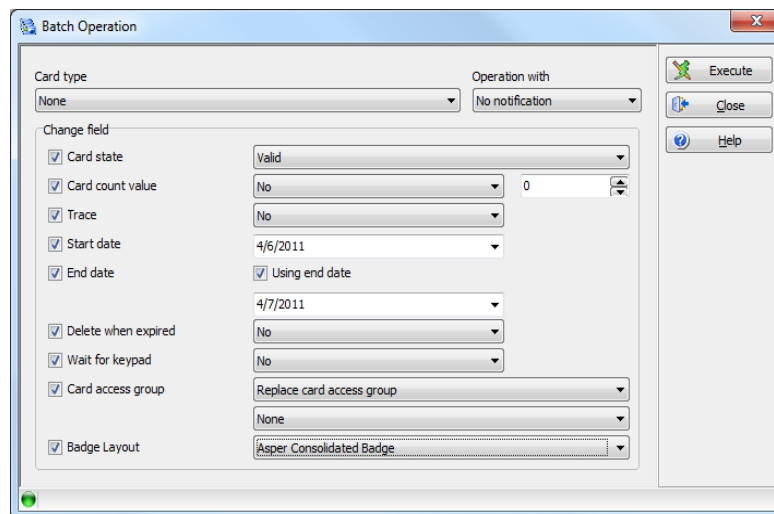 Batch Operation
Card type Operation with
None No notification
Execute
Close
Help
Change field
Card state Valid
Card count value No 0
Trace No
Start date 4/6/2011
End date Using end date
4/7/2011
Delete when expired No
Wait for keypad No
Card access group Replace card access group
None
Badge Layout Asper Consolidated Badge